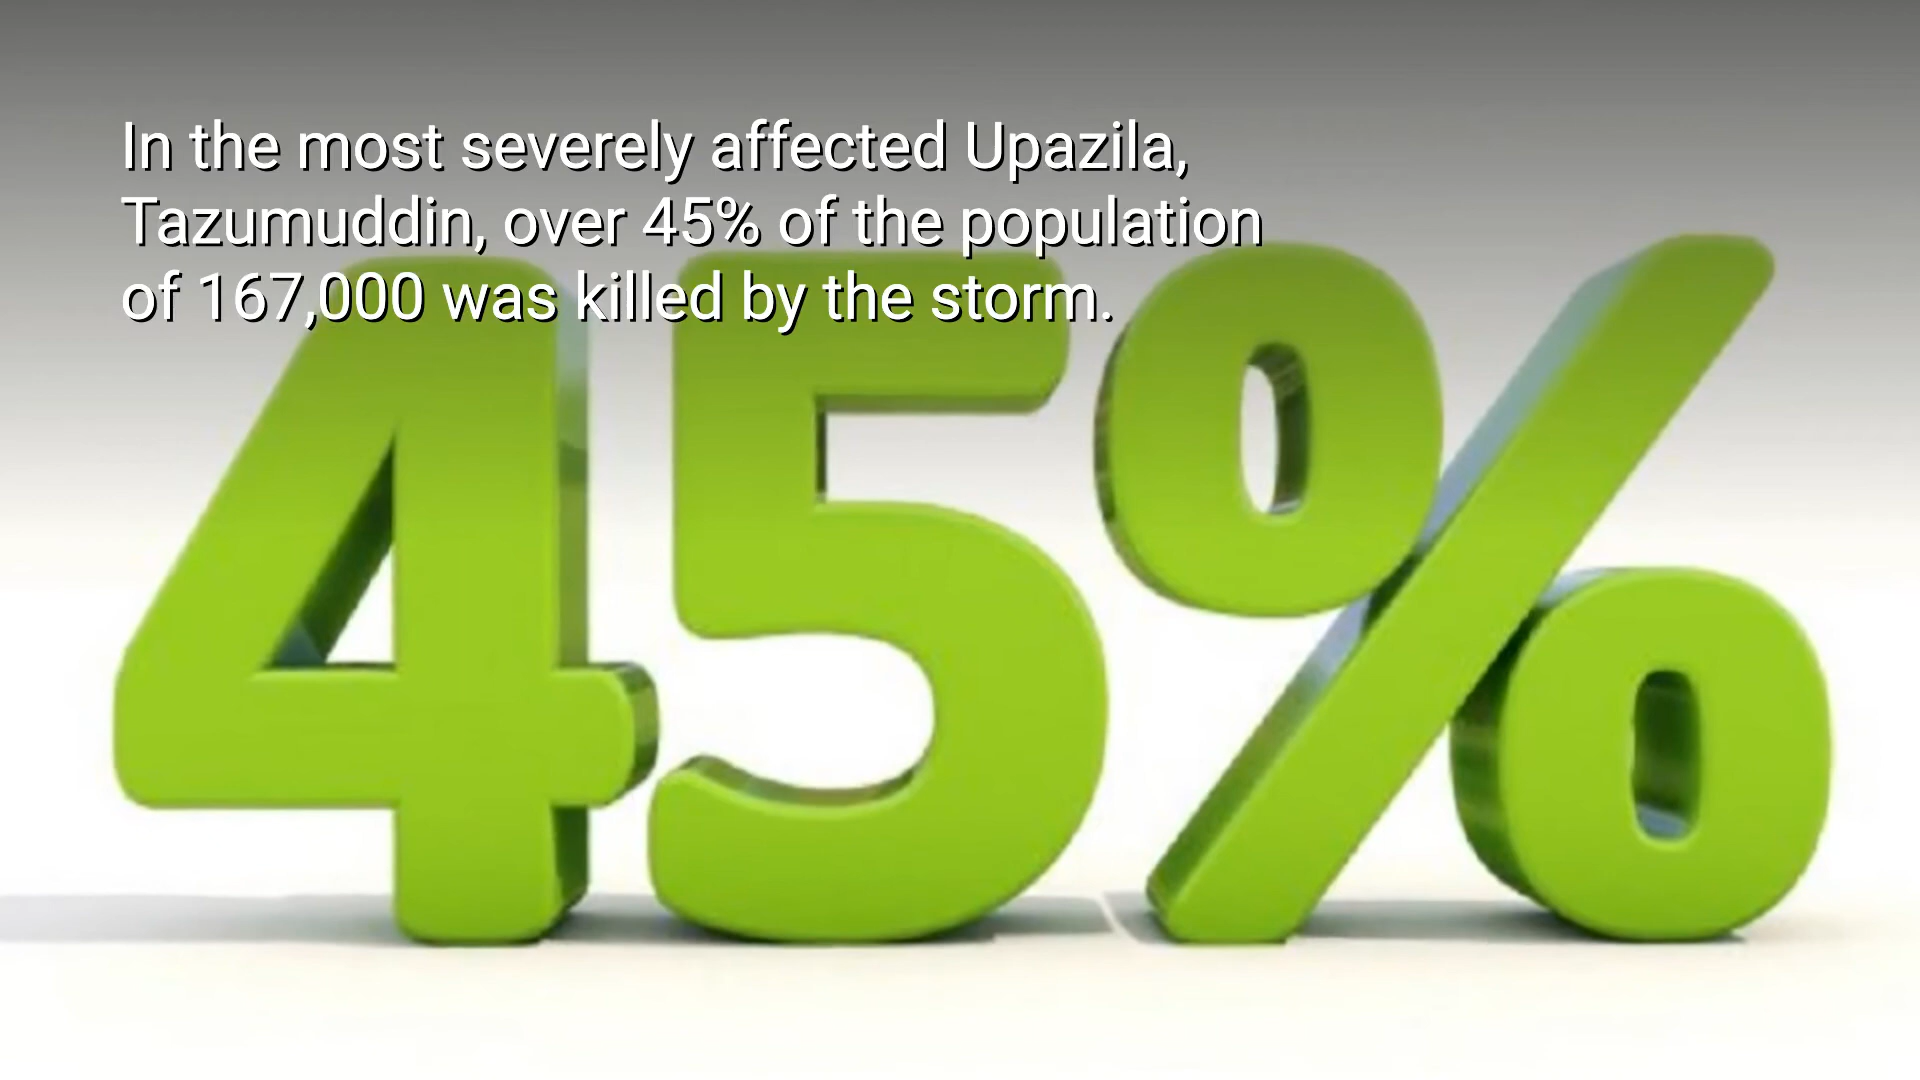 In the most severely affected Upazila,
Tazumuddin, over 45% of the population
of 167,000 was killed by the storm.
45%